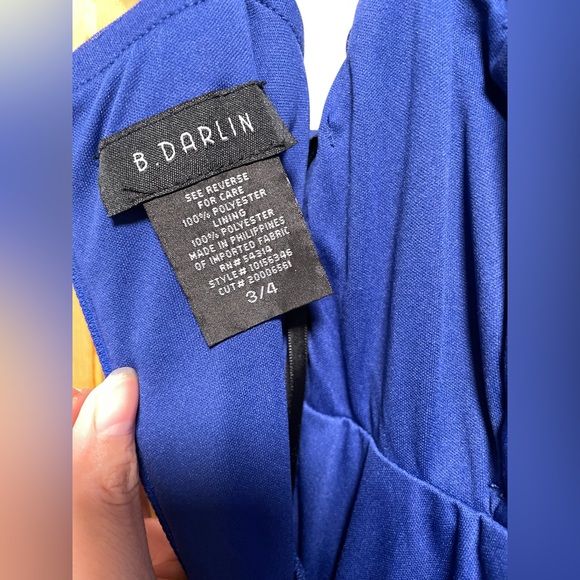 B.DARLIN
SEE REVERSE
FOR CARE
100% POLYESTER
LINING
100% POLYESTER
MADE IN PHILIPPINES
OF IMPORTED FABRIC
RN# 54314
STYLE# 10156346
CUT# 20006561
3/4